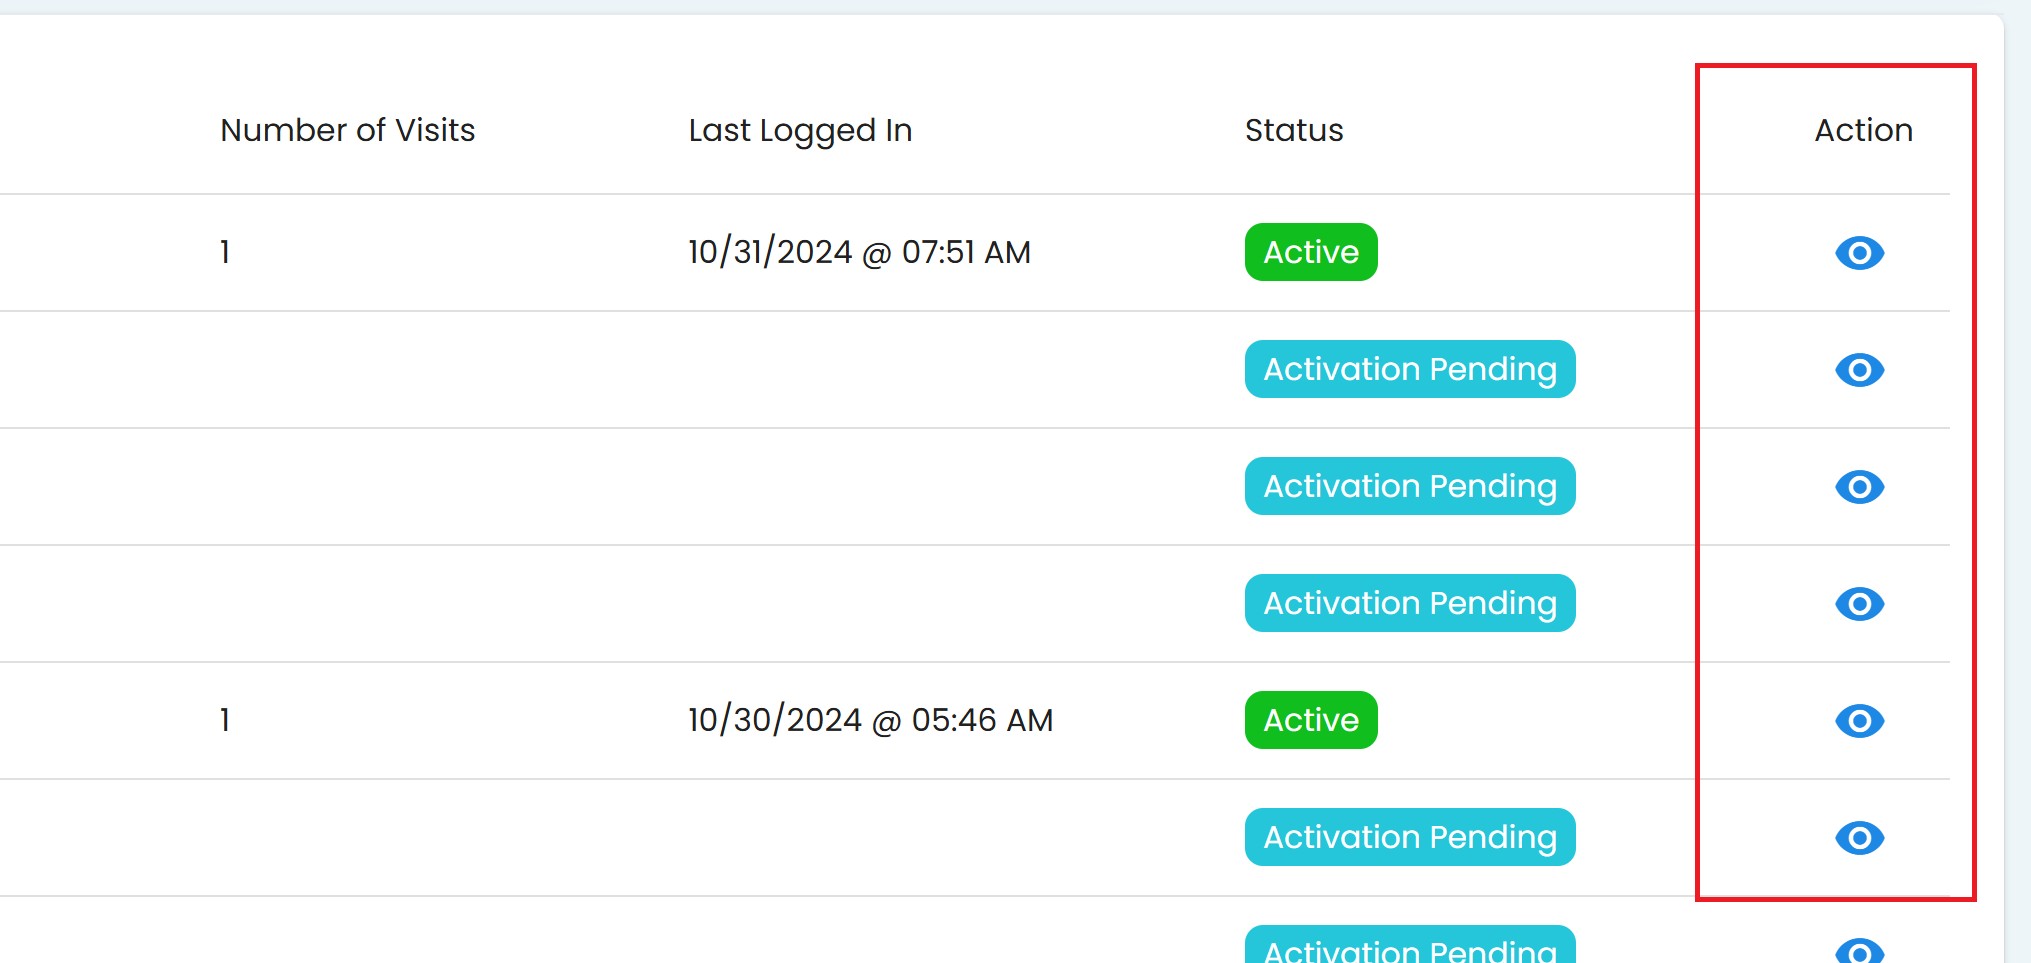 Number of Visits Last Logged In Status Action
1 10/31/2024 @ 07:51 AM Active
Activation Pending
Activation Pending
Activation Pending
1 10/30/2024 @ 05:46 AM Active
Activation Pending
Activation Pending